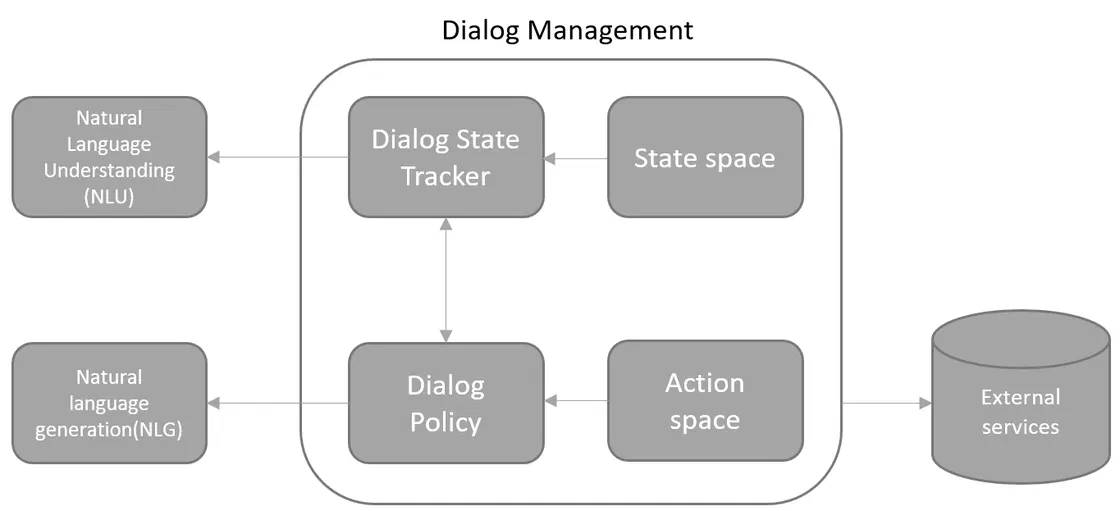 Dialog Management
Natural
Language
Understanding
(NLU)
Dialog State
Tracker
State space
Natural
language
generation(NLG)
Dialog
Policy
Action
space
External
services